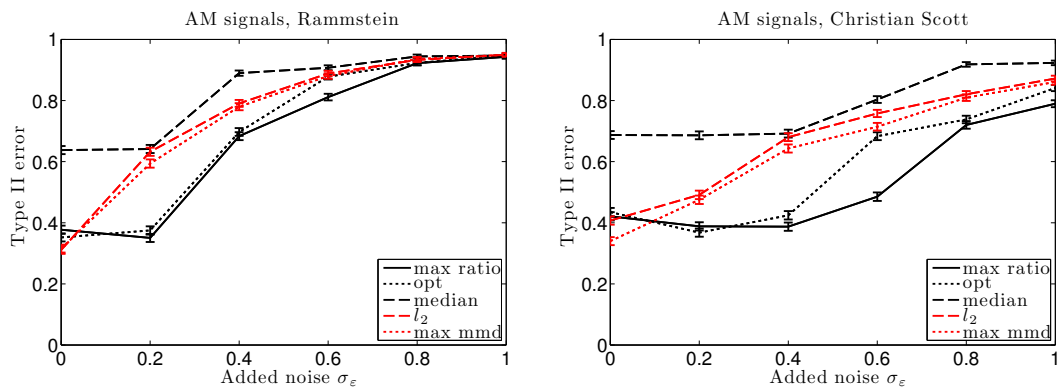 AM signals, Rammstein
1
0.8
0.6
0.4
0.2
0
Type II error
0 0.2 0.4 0.6 0.8 1
Added noise σε
max ratio
opt
median
l2
max mmd
AM signals, Christian Scott
1
0.8
0.6
0.4
0.2
0
Type II error
0 0.2 0.4 0.6 0.8 1
Added noise σε
max ratio
opt
median
l2
max mmd